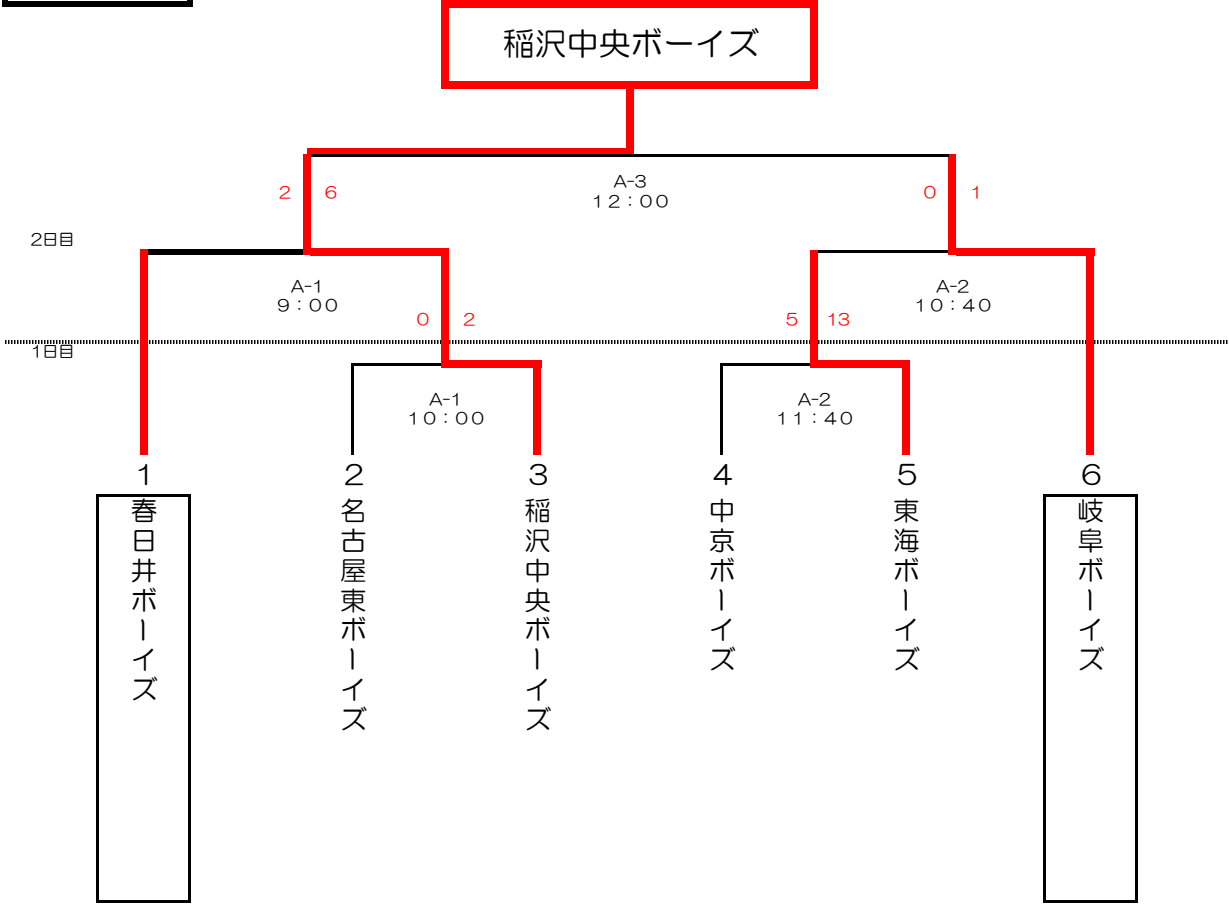 稲沢中央ボーイズ
A-3
12：00
2 6
0 1
2日目
A-1
9：00
A-2
10：40
0 2
5 13
1日目
A-1
10：00
A-2
11：40
1
2
3
4
5
6
春日井ボーイズ
名古屋東ボーイズ
稲沢中央ボーイズ
中京ボーイズ
東海ボーイズ
岐阜ボーイズ